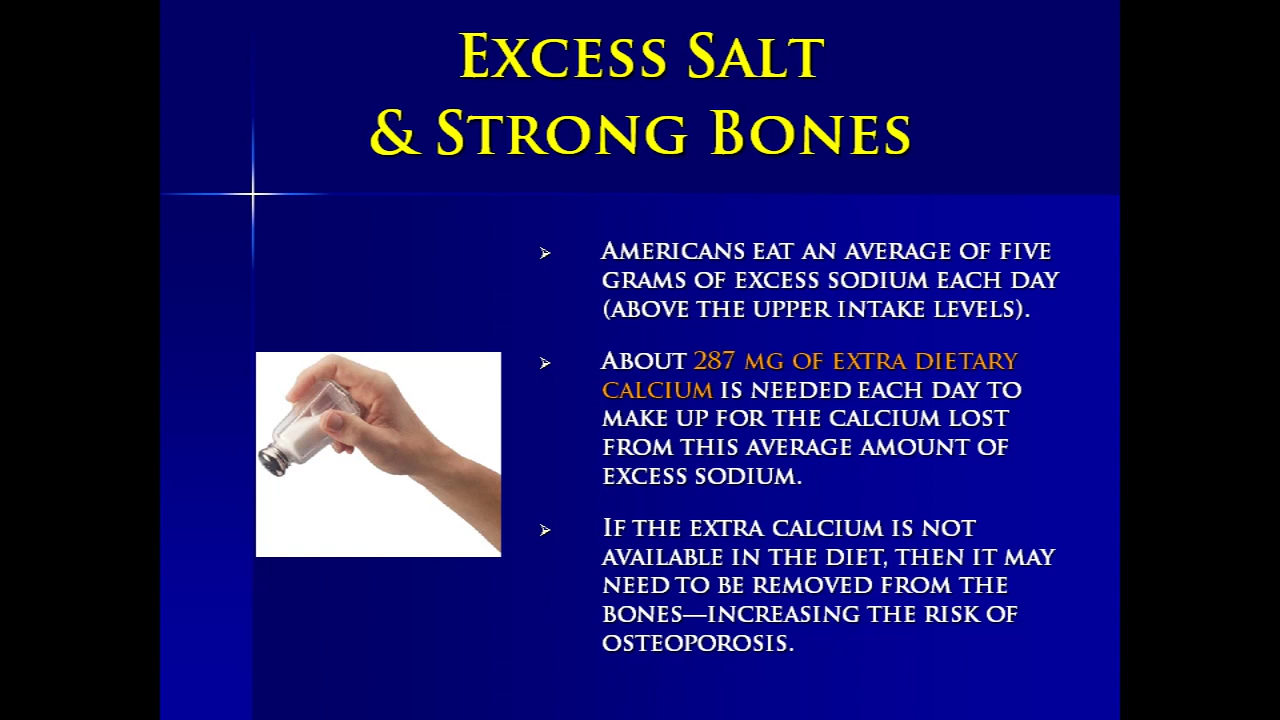 Excess Salt
& Strong Bones
Americans eat an average of five
grams of excess sodium each day
(above the upper intake levels).
About 287 mg of extra dietary
calcium is needed each day to
make up for the calcium lost
from this average amount of
excess sodium.
If the extra calcium is not
available in the diet, then it may
need to be removed from the
bones—increasing the risk of
osteoporosis.